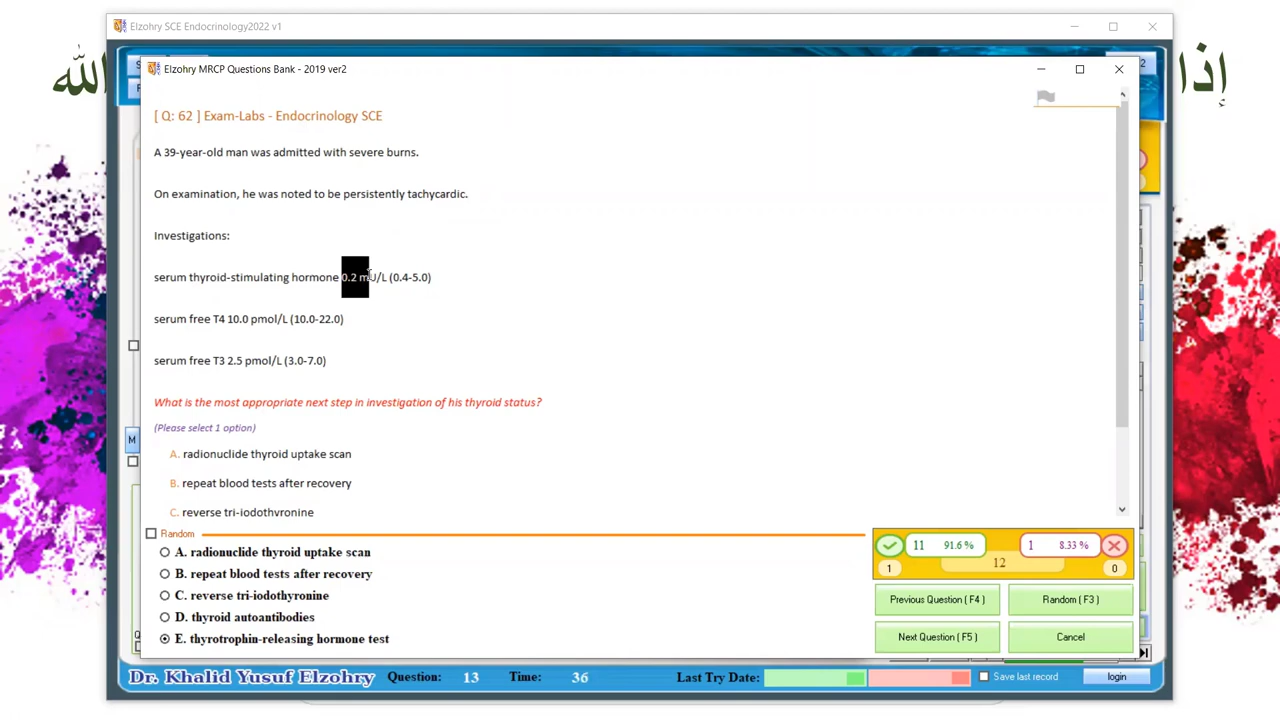 Elzohry SCE Endocrinology2022 v1
إذا
الله
Elzohry MRCP Questions Bank - 2019 ver2
[ Q: 62 ] Exam-Labs - Endocrinology SCE
A 39-year-old man was admitted with severe burns.
On examination, he was noted to be persistently tachycardic.
Investigations:
serum thyroid-stimulating hormone 0.2 mU/L (0.4-5.0)
serum free T4 10.0 pmol/L (10.0-22.0)
serum free T3 2.5 pmol/L (3.0-7.0)
What is the most appropriate next step in investigation of his thyroid status?
(Please select 1 option)
M
A. radionuclide thyroid uptake scan
B. repeat blood tests after recovery
C. reverse tri-iodothyronine
Random
A. radionuclide thyroid uptake scan
B. repeat blood tests after recovery
C. reverse tri-iodothyronine
D. thyroid autoantibodies
E. thyrotrophin-releasing hormone test
11 91.6 % 1 8.33 %
1 12 0
Previous Question ( F4 ) Random ( F3 )
Next Question ( F5 ) Cancel
Dr. Khalid Yusuf Elzohry Question: 13 Time: 36 Last Try Date: Save last record login